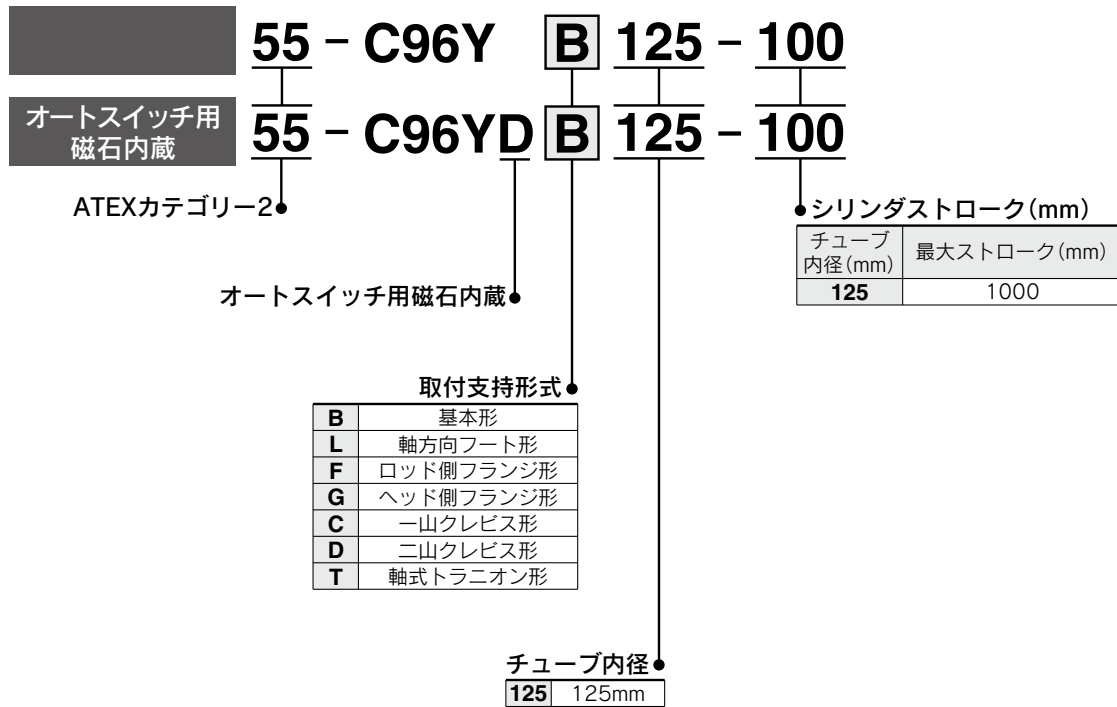 55 - C96Y B 125 - 100
オートスイッチ用
磁石内蔵
55 - C96YD B 125 - 100
ATEXカテゴリー2
シリンダストローク(mm)
チューブ
内径(mm)
最大ストローク(mm)
125 1000
オートスイッチ用磁石内蔵
取付支持形式
B 基本形
L 軸方向フート形
F ロッド側フランジ形
G ヘッド側フランジ形
C 一山クレビス形
D 二山クレビス形
T 軸式トラニオン形
チューブ内径
125 125mm